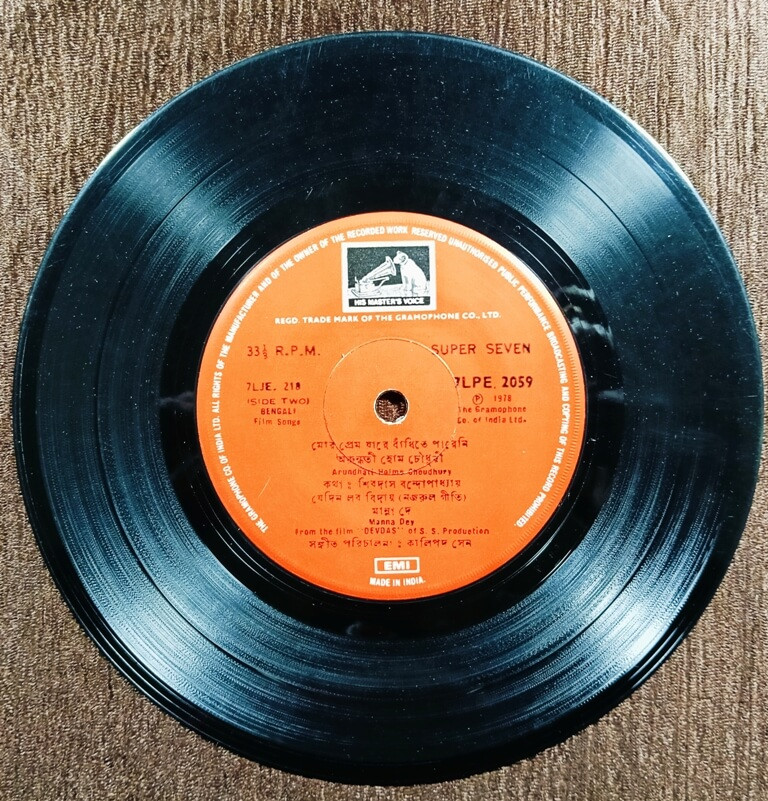 THE GRAMOPHONE CO. OF INDIA LTD. ALL RIGHTS OF THE MANUFACTURER AND OF THE OWNER OF THE RECORDED WORK RESERVED UNAUTHORISED PUBLIC PERFORMANCE BROADCASTING AND COPYING OF THIS RECORD PROHIBITED.
HIS MASTER'S VOICE
REGD. TRADE MARK OF THE GRAMOPHONE CO., LTD.
33⅓ R.P.M. SUPER SEVEN
7LJE. 218 7LPE. 2059
(SIDE TWO) ℗ 1978
BENGALI The Gramophone
Film Songs Co. of India Ltd.
মোর প্রেম যারে বাঁধিতে পারেনি
অরুন্ধতী হোম চৌধুরী
Arundhati Holme Choudhury
কথা : শিবদাস বন্দোপাধ্যায়
যেদিন লব বিদায় (নজরুল গীতি)
মান্না দে
Manna Dey
From the film "DEVDAS" of S. S. Production
সঙ্গীত পরিচালনা : কালিপদ সেন
EMI
MADE IN INDIA.